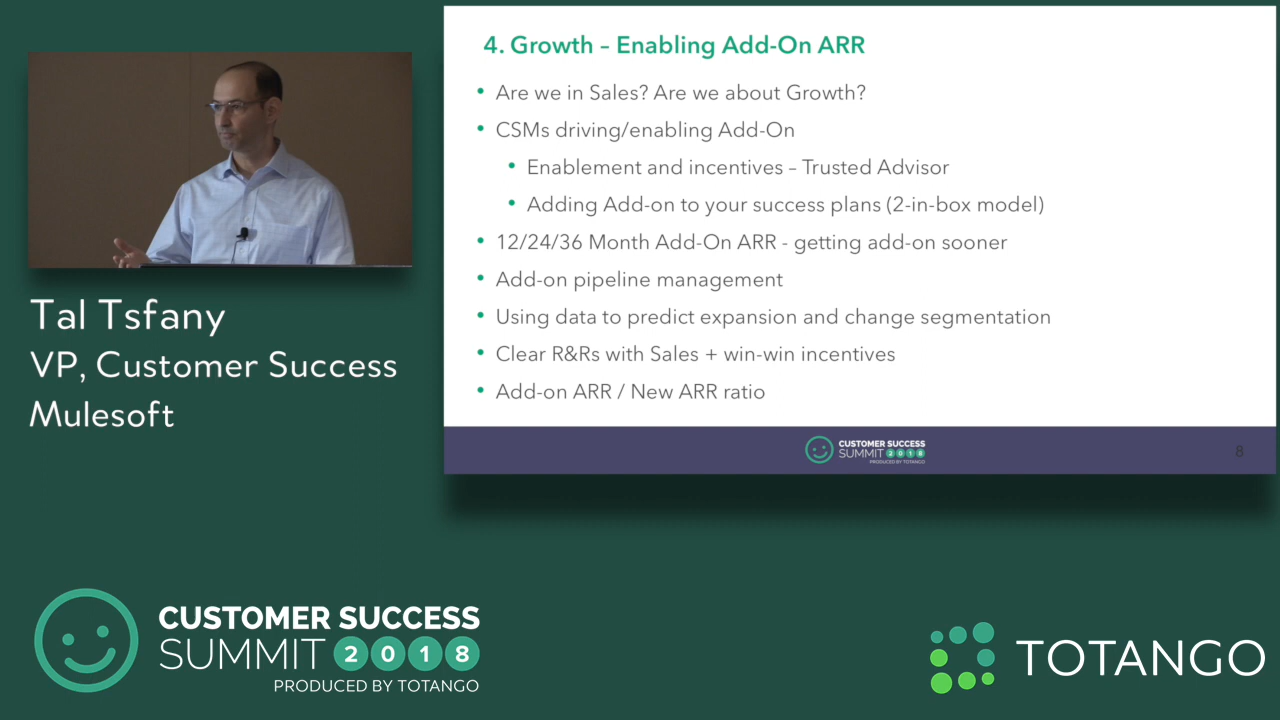 4. Growth – Enabling Add-On ARR
• Are we in Sales? Are we about Growth?
• CSMs driving/enabling Add-On
• Enablement and incentives – Trusted Advisor
• Adding Add-on to your success plans (2-in-box model)
• 12/24/36 Month Add-On ARR - getting add-on sooner
• Add-on pipeline management
• Using data to predict expansion and change segmentation
• Clear R&Rs with Sales + win-win incentives
• Add-on ARR / New ARR ratio
CUSTOMER SUCCESS
SUMMIT 2018
PRODUCED BY TOTANGO
8
Tal Tsfany
VP, Customer Success
Mulesoft
CUSTOMER SUCCESS
SUMMIT 2018
PRODUCED BY TOTANGO
TOTANGO